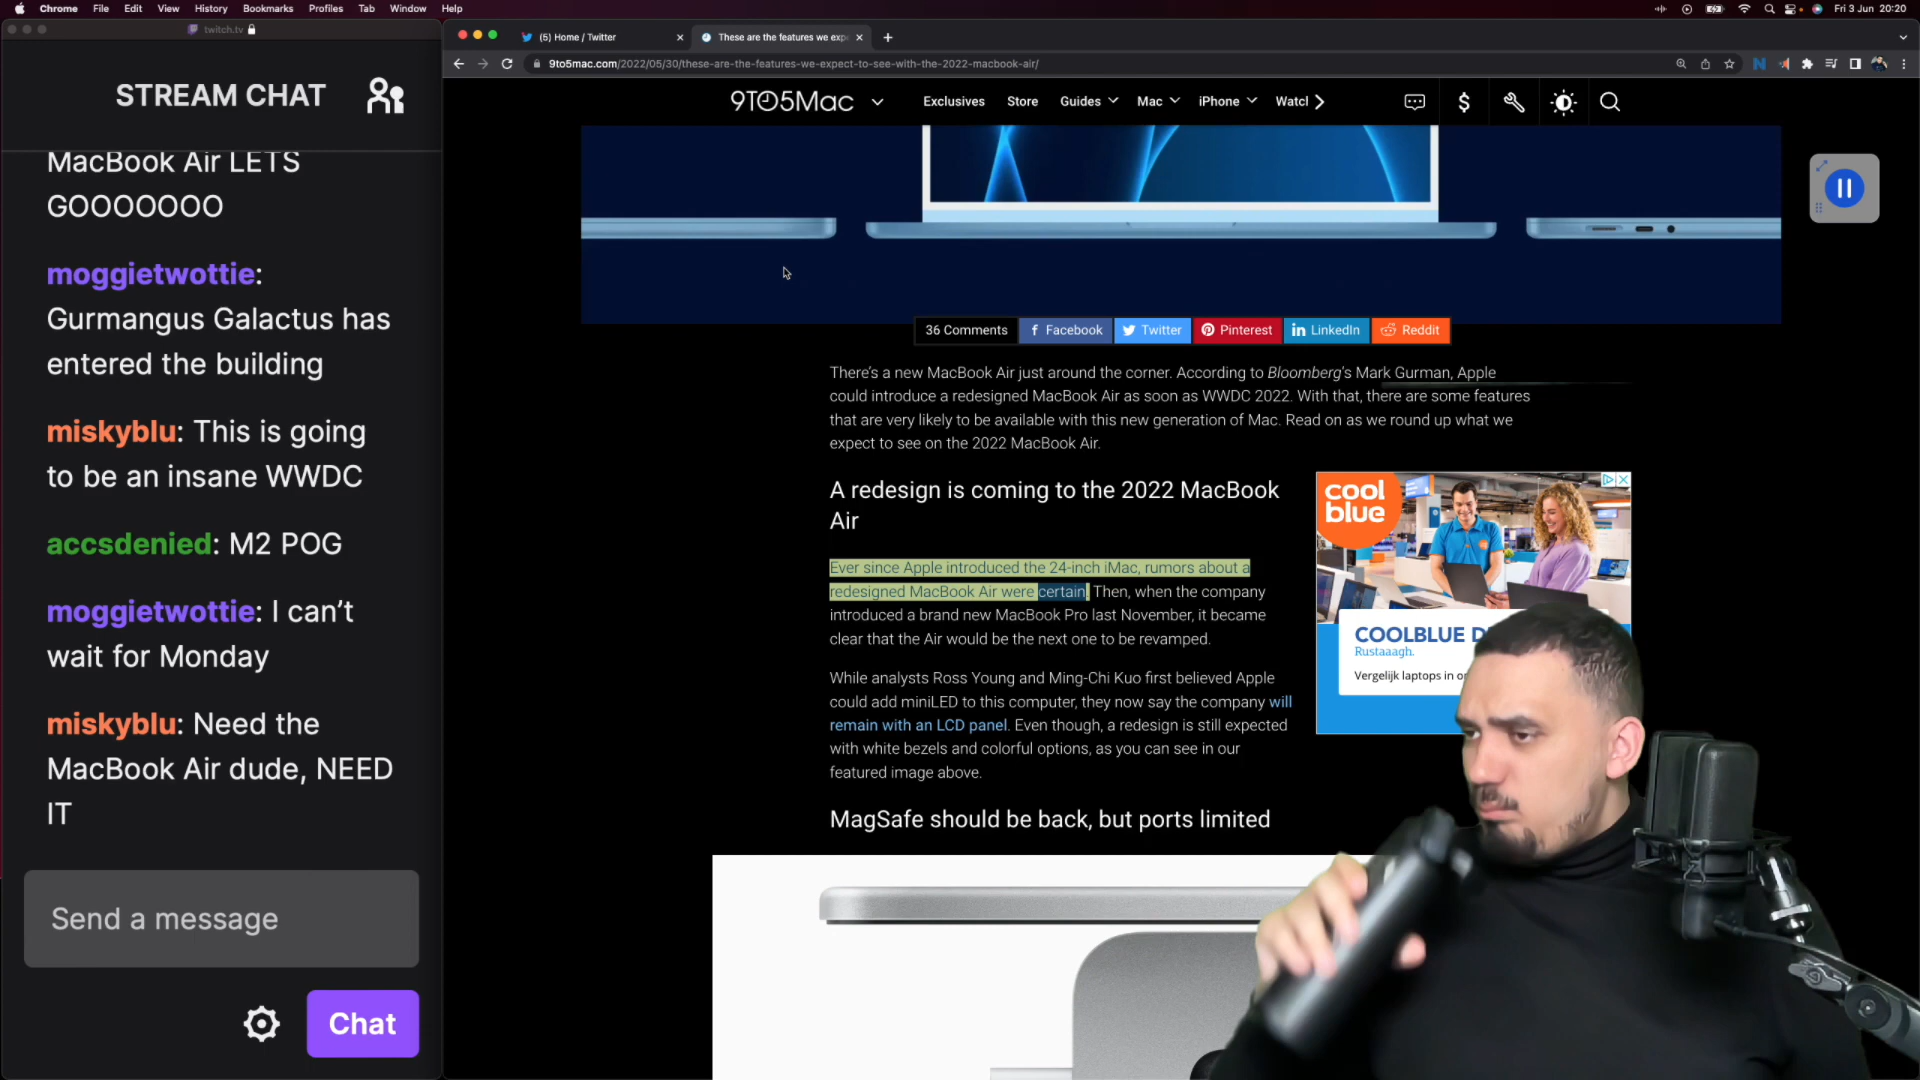 Chrome File Edit View History Bookmarks Profiles Tab Window Help
Fri 3 Jun 20:20
twitch.tv
STREAM CHAT
MacBook Air LETS
GOOOOOOO
moggietwottie:
Gurmangus Galactus has
entered the building
miskyblu: This is going
to be an insane WWDC
accsdenied: M2 POG
moggietwottie: I can't
wait for Monday
miskyblu: Need the
MacBook Air dude, NEED
IT
Send a message
Chat
(5) Home / Twitter
These are the features we exp
9to5mac.com/2022/05/30/these-are-the-features-we-expect-to-see-with-the-2022-macbook-air/
9TO5Mac
Exclusives Store Guides Mac iPhone Watcl
36 Comments Facebook Twitter Pinterest LinkedIn Reddit
There's a new MacBook Air just around the corner. According to Bloomberg's Mark Gurman, Apple
could introduce a redesigned MacBook Air as soon as WWDC 2022. With that, there are some features
that are very likely to be available with this new generation of Mac. Read on as we round up what we
expect to see on the 2022 MacBook Air.
A redesign is coming to the 2022 MacBook
Air
Ever since Apple introduced the 24-inch iMac, rumors about a
redesigned MacBook Air were certain. Then, when the company
introduced a brand new MacBook Pro last November, it became
clear that the Air would be the next one to be revamped.
While analysts Ross Young and Ming-Chi Kuo first believed Apple
could add miniLED to this computer, they now say the company will
remain with an LCD panel. Even though, a redesign is still expected
with white bezels and colorful options, as you can see in our
featured image above.
MagSafe should be back, but ports limited
cool
blue
COOLBLUE D
Rustaaagh.
Vergelijk laptops in o